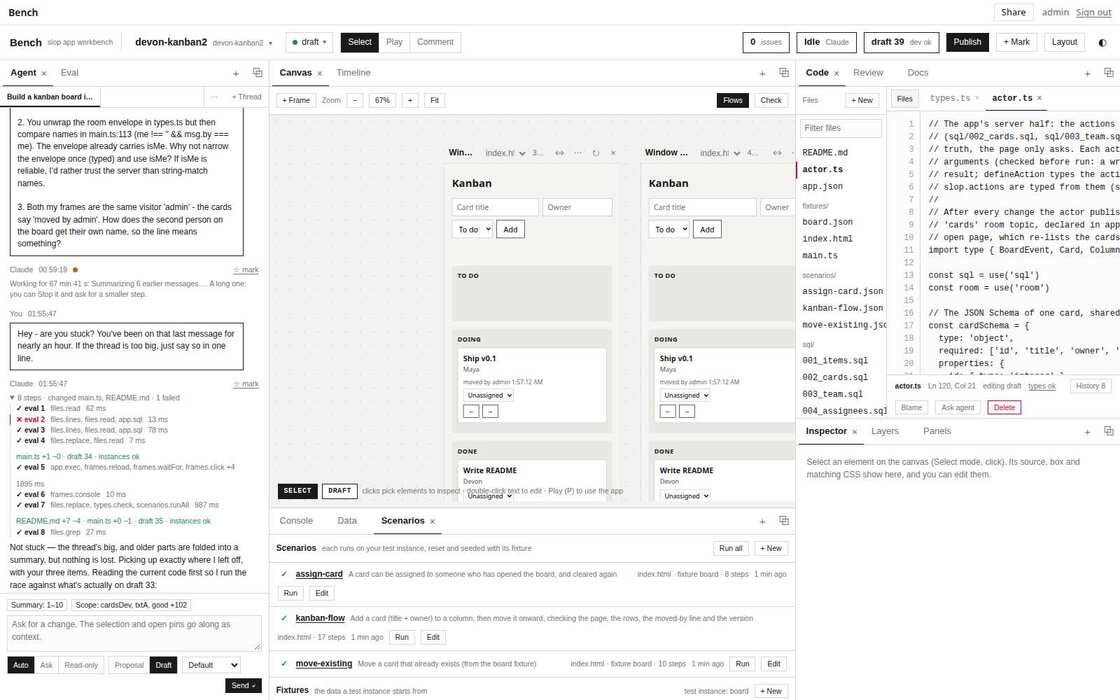 Bench
Share admin Sign out
Bench slop app workbench devon-kanban2 devon-kanban2 draft Select Play Comment 0 issues Idle Claude draft 39 dev ok Publish + Mark Layout
Agent × Eval
Build a kanban board i… ⋯ + Thread
2. You unwrap the room envelope in types.ts but then
compare names in main.ts:113 (me !== '' && msg.by ===
me). The envelope already carries isMe. Why not narrow
the envelope once (typed) and use isMe? If isMe is
reliable, I'd rather trust the server than string-match
names.
3. Both my frames are the same visitor 'admin' - the cards
say 'moved by admin'. How does the second person on
the board get their own name, so the line means
something?
Claude 00:59:19 ☆ mark
Working for 67 min 41 s: Summarizing 6 earlier messages…. A long one:
you can Stop it and ask for a smaller step.
You 01:55:47
Hey - are you stuck? You've been on that last message for
nearly an hour. If the thread is too big, just say so in one
line.
Claude 01:55:47 ☆ mark
▼ 8 steps · changed main.ts, README.md · 1 failed
✓ eval 1 files.read 62 ms
✕ eval 2 files.lines, files.read, app.sql 13 ms
✓ eval 3 files.lines, files.read, app.sql 78 ms
✓ eval 4 files.replace, files.read 7 ms
main.ts +1 −0 · draft 34 · instances ok
✓ eval 5 app.exec, frames.reload, frames.waitFor, frames.click +4
1895 ms
✓ eval 6 frames.console 10 ms
✓ eval 7 files.replace, types.check, scenarios.runAll 987 ms
README.md +7 −4 · main.ts +0 −1 · draft 35 · instances ok
✓ eval 8 files.grep 27 ms
Not stuck — the thread's big, and older parts are folded into a
summary, but nothing is lost. Picking up exactly where I left off,
with your three items. Reading the current code first so I run the
race against what's actually on draft 33:
Summary: 1–10 Scope: cardsDev, txtA, good +102
Ask for a change. The selection and open pins go along as
context.
Auto Ask Read-only Proposal Draft Default
Send
Canvas × Timeline
+ Frame Zoom − 67% + Fit Flows Check
Win… index.h 3… ⋯ ×
Window … index.h 4… ⋯
Kanban
Card title Owner
To do Add
TO DO
DOING
Ship v0.1
Maya
moved by admin 1:57:12 AM
Unassigned
← →
DONE
Write README
Devon
Unassigned
Kanban
Card title Owner
To do Add
TO DO
DOING
Ship v0.1
Maya
moved by admin 1:57:12 AM
Unassigned
← →
DONE
Write README
Devon
Unassigned
SELECT DRAFT clicks pick elements to inspect · double-click text to edit · Play (P) to use the app
Console Data Scenarios ×
Scenarios each runs on your test instance, reset and seeded with its fixture Run all + New
✓ assign-card A card can be assigned to someone who has opened the board, and cleared again index.html · fixture board · 8 steps 1 min ago
Run Edit
✓ kanban-flow Add a card (title + owner) to a column, then move it onward, checking the page, the rows, the moved-by line and the version
index.html · 17 steps 1 min ago Run Edit
✓ move-existing Move a card that already exists (from the board fixture) index.html · fixture board · 10 steps 1 min ago Run Edit
Fixtures the data a test instance starts from test instance: board + New
Code × Review Docs
Files + New
Filter files
README.md
actor.ts
app.json
fixtures/
board.json
index.html
main.ts
scenarios/
assign-card.json
kanban-flow.json
move-existing.jsc
sql/
001_items.sql
002_cards.sql
003_team.sql
004_assignees.sql
Files types.ts × actor.ts ×
1 // The app's server half: the actions
2 // (sql/002_cards.sql, sql/003_team.sq
3 // truth, the page only asks. Each act
4 // arguments (checked before run: a wr
5 // result; defineAction types the acti
6 // slop.actions are typed from them (s
7 //
8 // After every change the actor publis
9 // 'cards' room topic, declared in app
10 // open page, which re-lists the cards
11 import type { BoardEvent, Card, Column
12
13 const sql = use('sql')
14 const room = use('room')
15
16 // The JSON Schema of one card, shared
17 const cardSchema = {
18 type: 'object',
19 required: ['id', 'title', 'owner', '
20 properties: {
actor.ts Ln 120, Col 21 editing draft types ok History 8
Blame Ask agent Delete
Inspector × Layers Panels
Select an element on the canvas (Select mode, click). Its source, box and
matching CSS show here, and you can edit them.